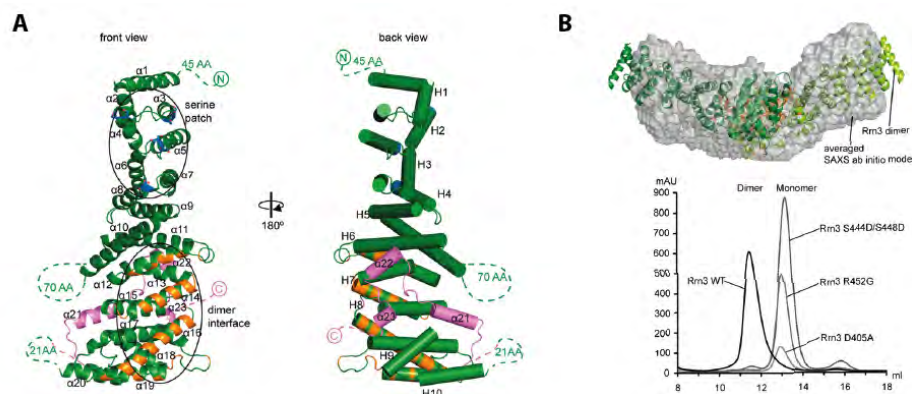 A
front view
back view
45 AA
N
α1
α2
α3
serine
patch
α4
α5
α6
α7
α8
α9
α10
α11
α22
α12
α13
70 AA
α15
α14
C
α21
α23
dimer
interface
α17
α16
21AA
α18
α20
α19
180º
N
45 AA
H1
H2
H3
H4
H5
H6
α22
H7
70 AA
H8
C
α23
α21
H9
21AA
H10
B
Rrn3 dimer
averaged
SAXS ab initio model
mAU
Dimer
Monomer
900
800
700
600
500
400
300
200
100
0
Rrn3 S444D/S448D
Rrn3 WT
Rrn3 R452G
Rrn3 D405A
8
10
12
14
16
18
ml